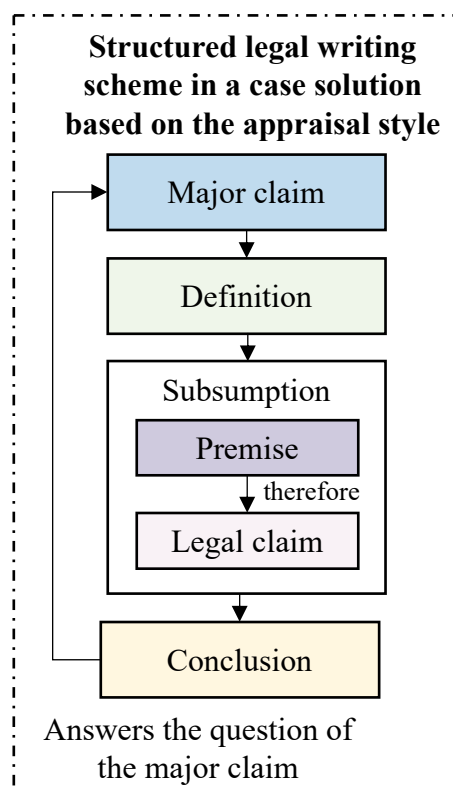 Structured legal writing
scheme in a case solution
based on the appraisal style
Major claim
Definition
Subsumption
Premise
therefore
Legal claim
Conclusion
Answers the question of
the major claim